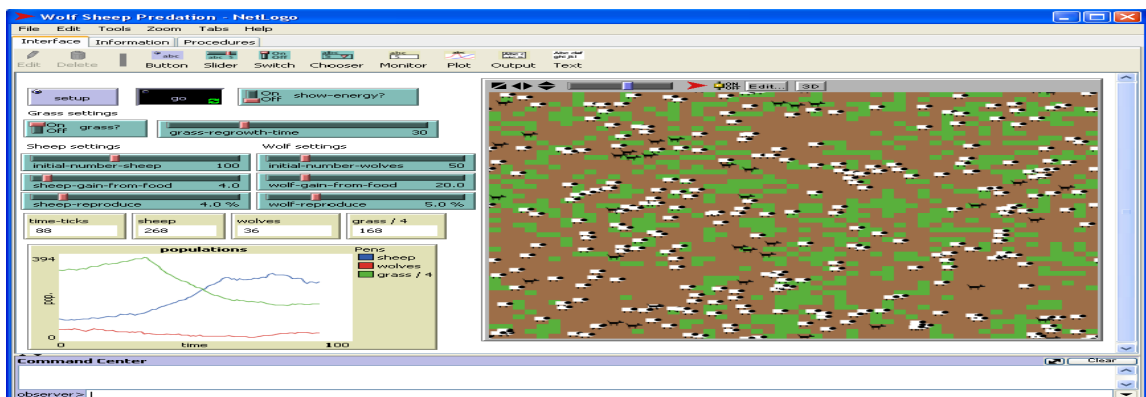 Wolf Sheep Predation - NetLogo
File Edit Tools Zoom Tabs Help
Interface Information Procedures
Edit Delete abc Button Slider On Off Switch Chooser abc Monitor Plot Output Text
setup go On Off show-energy? Edit... 3D
Grass settings
On Off grass? grass-regrowth-time 30
Sheep settings Wolf settings
initial-number-sheep 100 initial-number-wolves 50
sheep-gain-from-food 4.0 wolf-gain-from-food 20.0
sheep-reproduce 4.0 % wolf-reproduce 5.0 %
time-ticks sheep wolves grass / 4
88 268 36 168
populations Pens
394 sheep
wolves
grass / 4
pop.
0
0 time 100
Command Center Clear
observer>